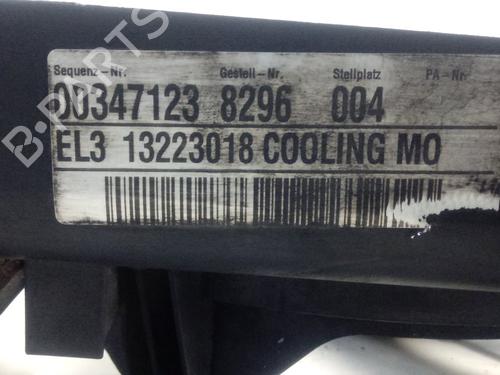 Sequenz-Nr. Gestell-Nr. Stellplatz PA-Nr.
00347123 8296 004
EL3 13223018 COOLING MO
B-PARTS